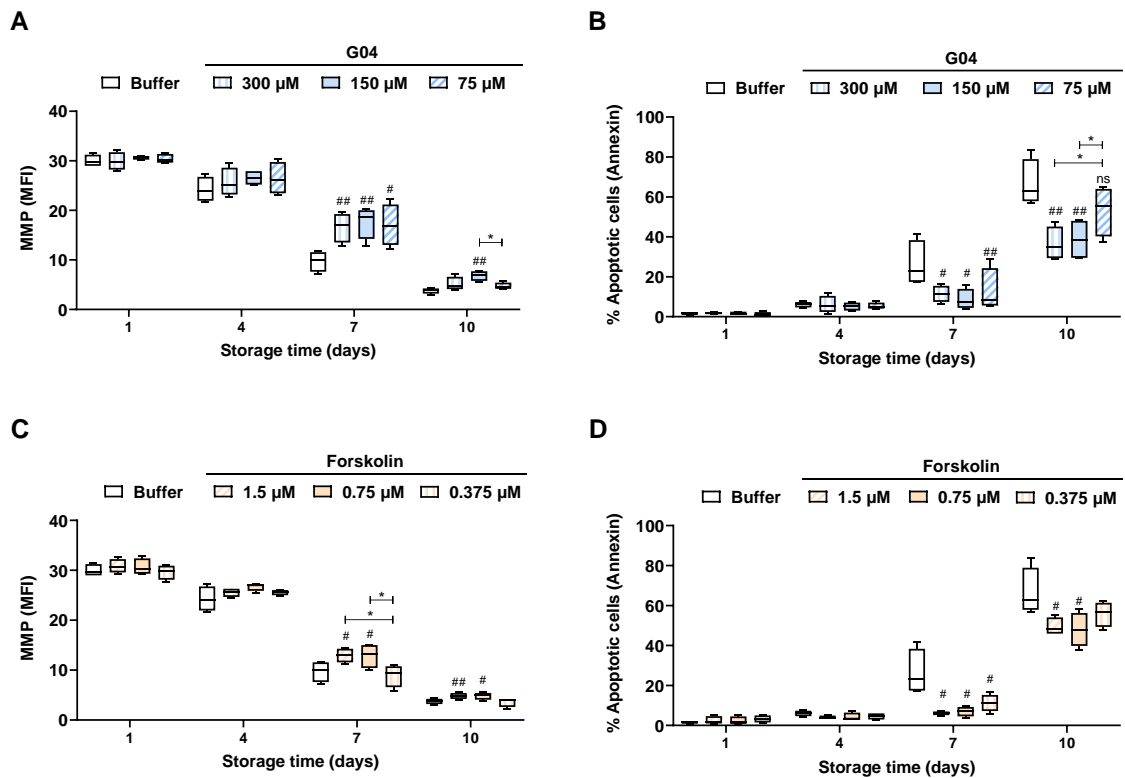 A
G04
Buffer 300 µM 150 µM 75 µM
MMP (MFI)
40
30
20
10
0
## ## #
*
##
1 4 7 10
Storage time (days)
B
G04
Buffer 300 µM 150 µM 75 µM
% Apoptotic cells (Annexin)
100
80
60
40
20
0
# # ##
*
*
ns
## ##
1 4 7 10
Storage time (days)
C
Forskolin
Buffer 1.5 µM 0.75 µM 0.375 µM
MMP (MFI)
40
30
20
10
0
*
*
# #
## #
1 4 7 10
Storage time (days)
D
Forskolin
Buffer 1.5 µM 0.75 µM 0.375 µM
% Apoptotic cells (Annexin)
100
80
60
40
20
0
# # #
# #
1 4 7 10
Storage time (days)